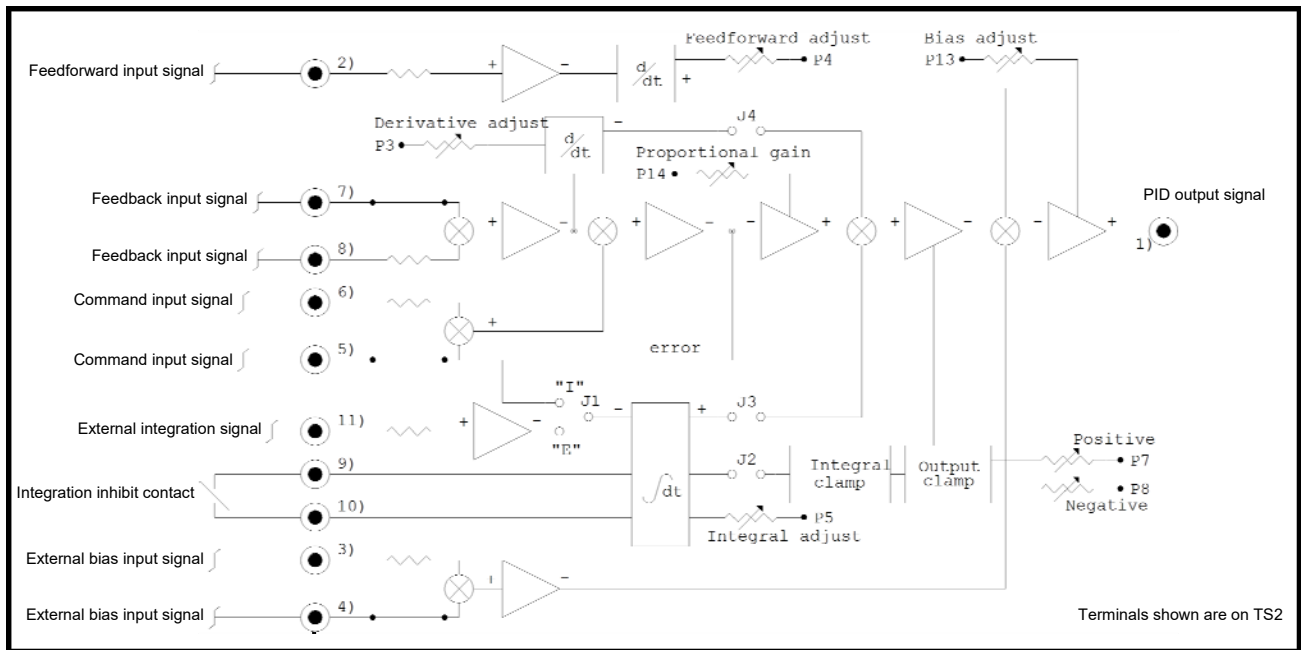 Feedforward adjust
Bias adjust
Feedforward input signal
2)
+
−
d/dt
+
P4
P13
Derivative adjust
P3
d/dt
−
J4
Proportional gain
P14
Feedback input signal
7)
+
−
+
−
−
+
+
−
−
+
PID output signal
1)
Feedback input signal
8)
Command input signal
6)
+
Command input signal
5)
error
"I"
J1
−
+
J3
External integration signal
11)
+
−
"E"
9)
Integration inhibit contact
10)
∫dt
J2
Integral clamp
Output clamp
Positive
P7
P8
Negative
P5
Integral adjust
External bias input signal
3)
+
−
External bias input signal
4)
Terminals shown are on TS2